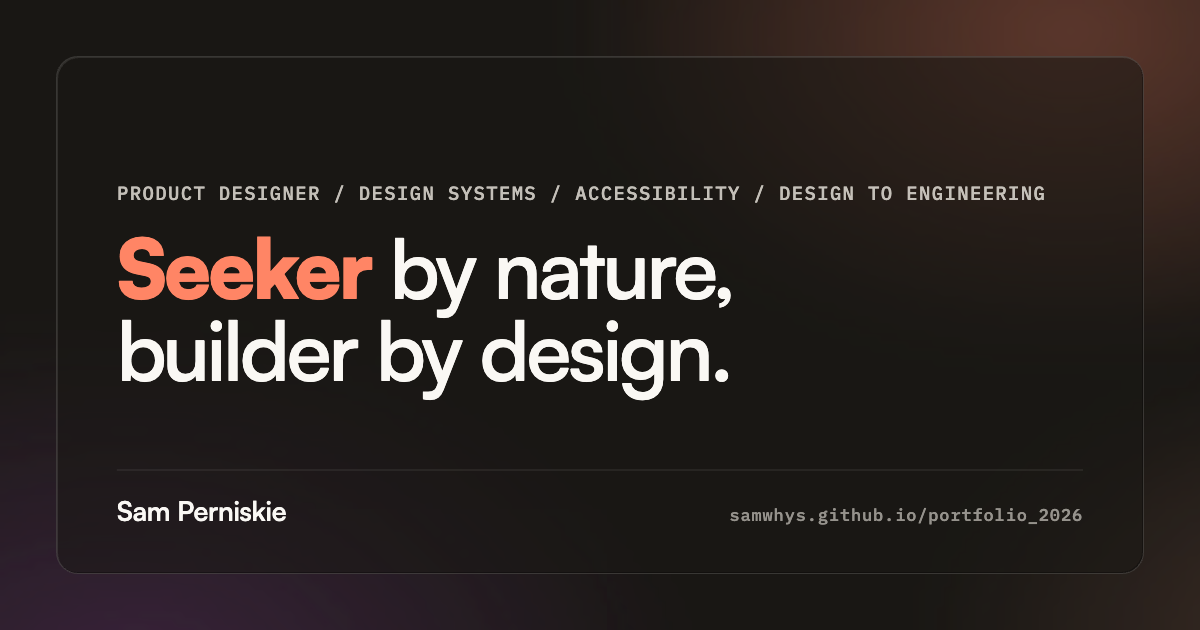 PRODUCT DESIGNER / DESIGN SYSTEMS / ACCESSIBILITY / DESIGN TO ENGINEERING
Seeker by nature,
builder by design.
Sam Perniskie
samwhys.github.io/portfolio_2026